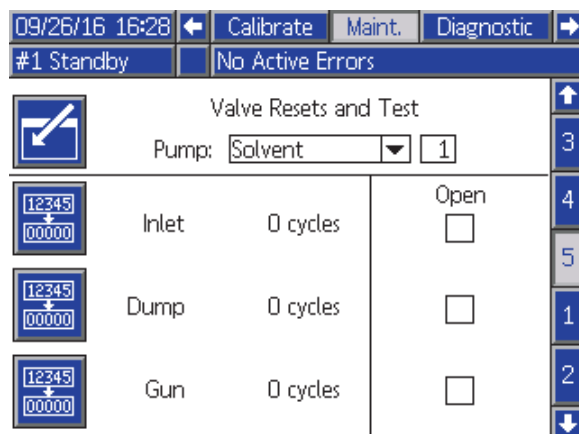 09/26/16 16:28 Calibrate Maint. Diagnostic
#1 Standby No Active Errors
Valve Resets and Test
Pump: Solvent 1
12345
00000
Inlet 0 cycles
Open
12345
00000
Dump 0 cycles
12345
00000
Gun 0 cycles
3
4
5
1
2